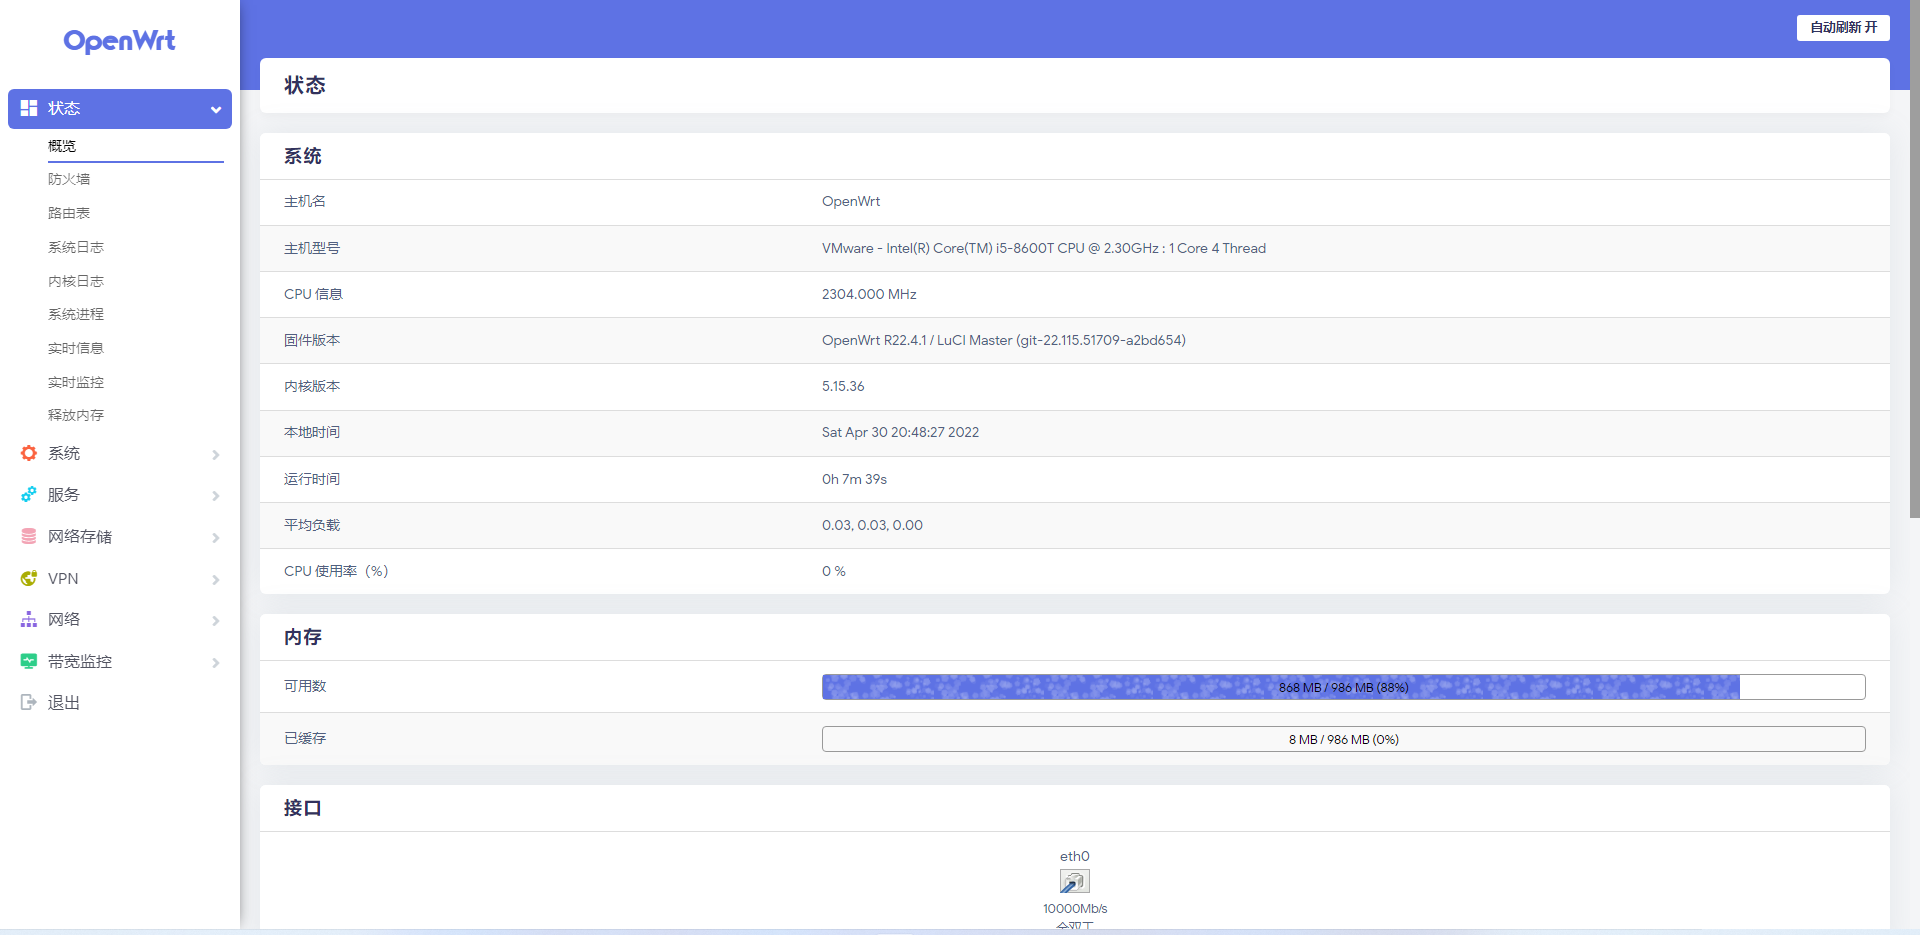 OpenWrt
自动刷新 开
状态
概览
防火墙
路由表
系统日志
内核日志
系统进程
实时信息
实时监控
释放内存
系统
服务
网络存储
VPN
网络
带宽监控
退出
状态
系统
主机名 OpenWrt
主机型号 VMware - Intel(R) Core(TM) i5-8600T CPU @ 2.30GHz : 1 Core 4 Thread
CPU 信息 2304.000 MHz
固件版本 OpenWrt R22.4.1 / LuCI Master (git-22.115.51709-a2bd654)
内核版本 5.15.36
本地时间 Sat Apr 30 20:48:27 2022
运行时间 0h 7m 39s
平均负载 0.03, 0.03, 0.00
CPU 使用率（%） 0 %
内存
可用数 868 MB / 986 MB (88%)
已缓存 8 MB / 986 MB (0%)
接口
eth0
10000Mb/s
全双工